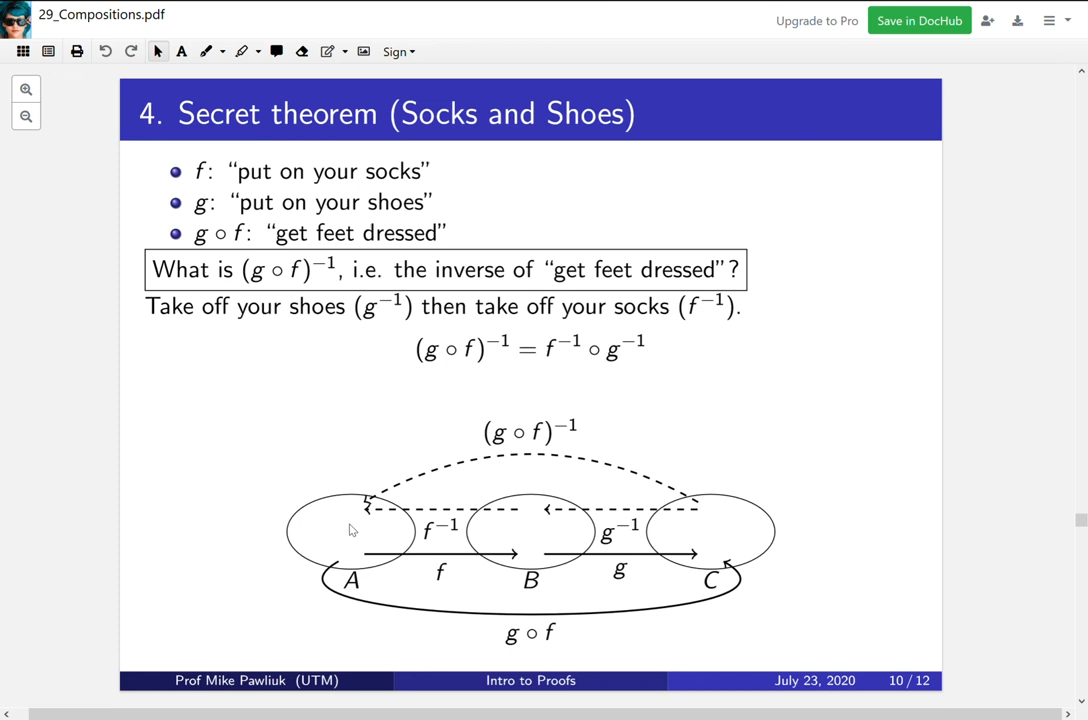 29_Compositions.pdf
Upgrade to Pro
Save in DocHub
A
Sign
4. Secret theorem (Socks and Shoes)
f: “put on your socks”
g: “put on your shoes”
g ∘ f: “get feet dressed”
What is (g ∘ f)⁻¹, i.e. the inverse of “get feet dressed”?
Take off your shoes (g⁻¹) then take off your socks (f⁻¹).
(g ∘ f)⁻¹ = f⁻¹ ∘ g⁻¹
(g ∘ f)⁻¹
f⁻¹ g⁻¹
f g
A B C
g ∘ f
Prof Mike Pawliuk (UTM) Intro to Proofs July 23, 2020 10 / 12